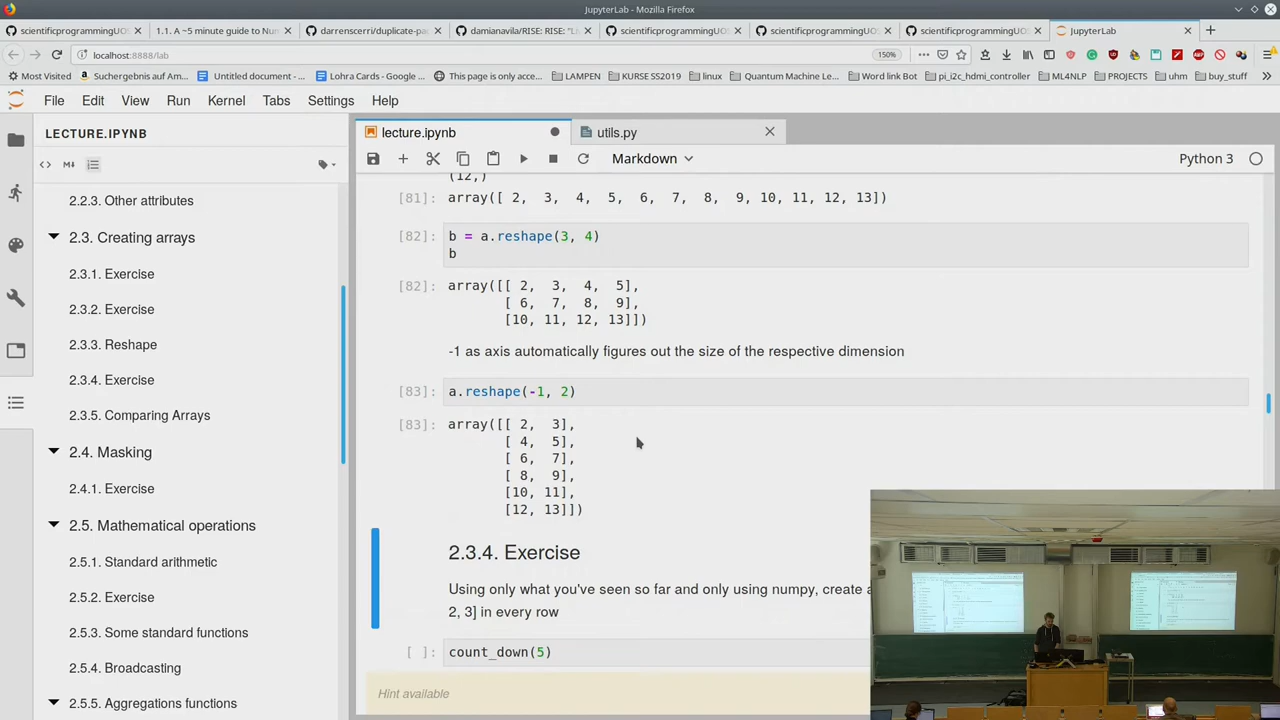 JupyterLab - Mozilla Firefox
scientificprogrammingUOS
1.1. A ~5 minute guide to Nu
darrenscerri/duplicate-pa
damianavila/RISE: RISE: "Li
scientificprogrammingUOS
scientificprogrammingUOS
scientificprogrammingUOS
JupyterLab
localhost:8888/lab
150%
Most Visited
Suchergebnis auf Am...
Untitled document - ...
Lohra Cards - Google ...
This page is only acce...
LAMPEN
KURSE SS2019
linux
Quantum Machine Le...
Word link Bot
pi_i2c_hdmi_controller
ML4NLP
PROJECTS
uhm
buy_stuff
File Edit View Run Kernel Tabs Settings Help
LECTURE.IPYNB
2.2.3. Other attributes
2.3. Creating arrays
2.3.1. Exercise
2.3.2. Exercise
2.3.3. Reshape
2.3.4. Exercise
2.3.5. Comparing Arrays
2.4. Masking
2.4.1. Exercise
2.5. Mathematical operations
2.5.1. Standard arithmetic
2.5.2. Exercise
2.5.3. Some standard functions
2.5.4. Broadcasting
2.5.5. Aggregations functions
lecture.ipynb
utils.py
Markdown
Python 3
(12,)
[81]: array([ 2, 3, 4, 5, 6, 7, 8, 9, 10, 11, 12, 13])
[82]: b = a.reshape(3, 4)
b
[82]: array([[ 2, 3, 4, 5],
[ 6, 7, 8, 9],
[10, 11, 12, 13]])
-1 as axis automatically figures out the size of the respective dimension
[83]: a.reshape(-1, 2)
[83]: array([[ 2, 3],
[ 4, 5],
[ 6, 7],
[ 8, 9],
[10, 11],
[12, 13]])
2.3.4. Exercise
Using only what you've seen so far and only using numpy, create a
2, 3] in every row
[ ]: count_down(5)
Hint available